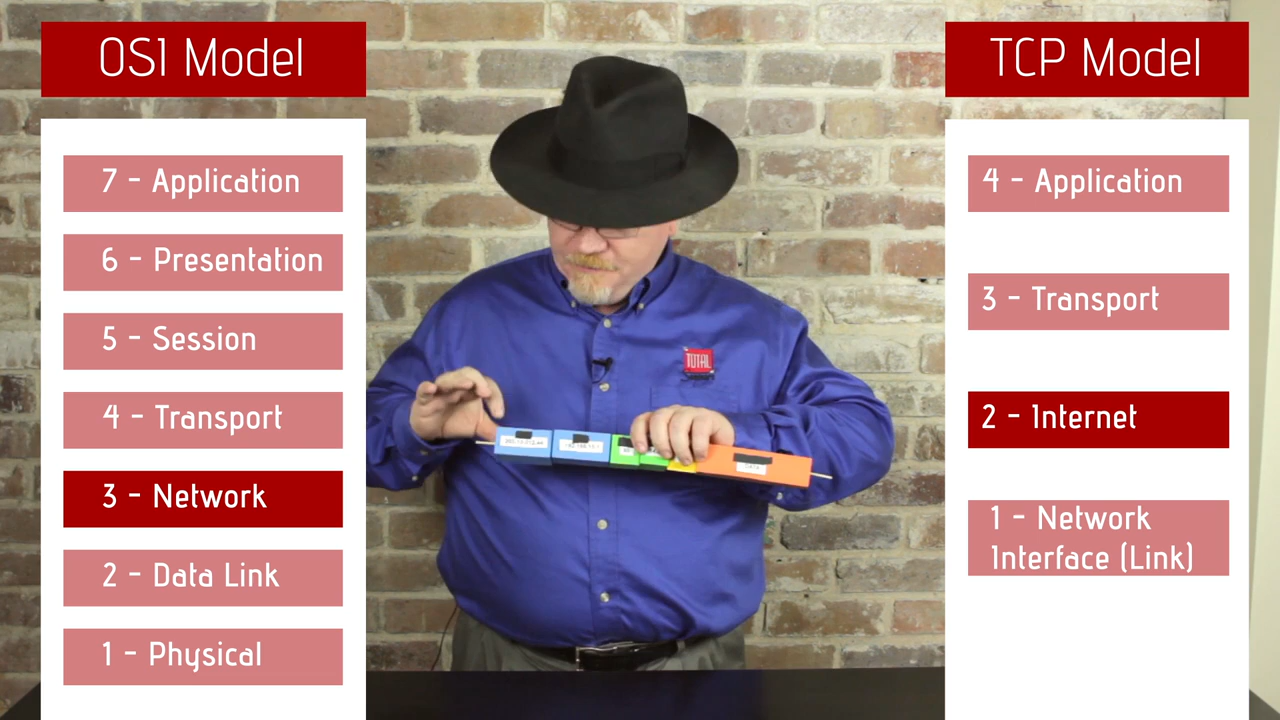 OSI Model
7 - Application
6 - Presentation
5 - Session
4 - Transport
3 - Network
2 - Data Link
1 - Physical
TCP Model
4 - Application
3 - Transport
2 - Internet
1 - Network
Interface (Link)
TOTAL
DATA